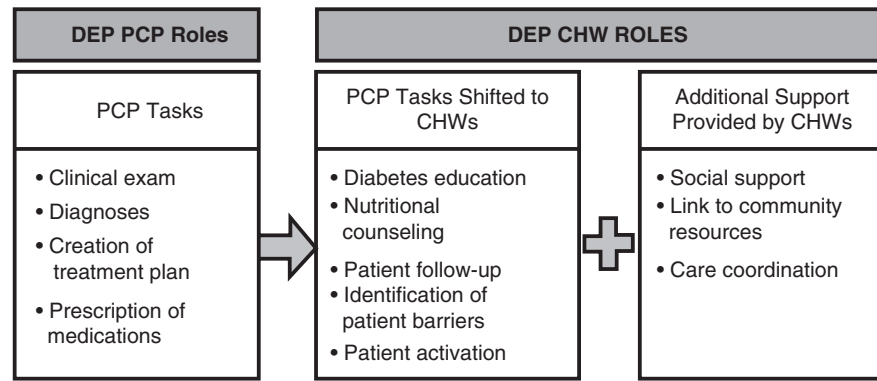 DEP PCP Roles
DEP CHW ROLES
PCP Tasks
• Clinical exam
• Diagnoses
• Creation of
treatment plan
• Prescription of
medications
PCP Tasks Shifted to
CHWs
• Diabetes education
• Nutritional
counseling
• Patient follow-up
• Identification of
patient barriers
• Patient activation
Additional Support
Provided by CHWs
• Social support
• Link to community
resources
• Care coordination